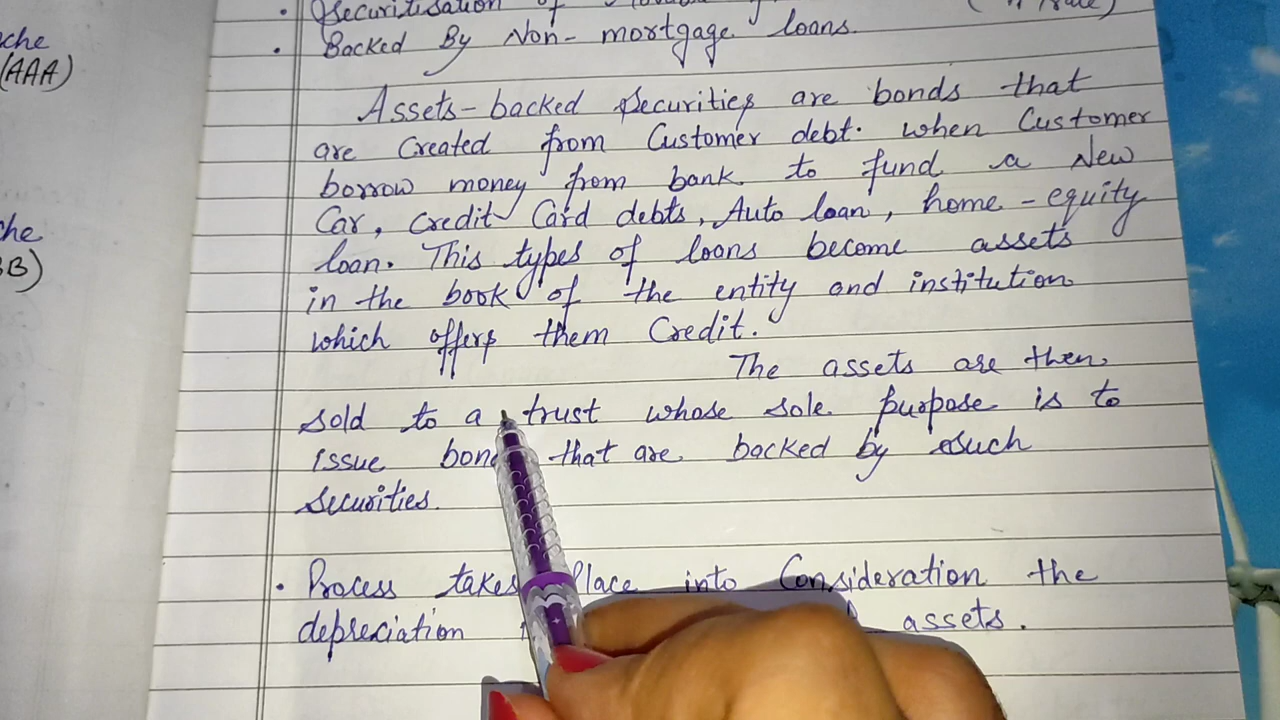 che
(AAA)
che
B)
Securitisation of
• Backed By Non- mortgage loans.
Assets-backed Securities are bonds that
are Created from Customer debt. when Customer
borrow money from bank to fund a New
Car, Credit Card debts, Auto loan, home-equity
loan. This types of loans become assets
in the book of the entity and institution
which offers them Credit.
The assets are then
sold to a trust whose sole purpose is to
issue bond that are backed by such
Securities.
• Process takes Place into Consideration the
depreciation assets.